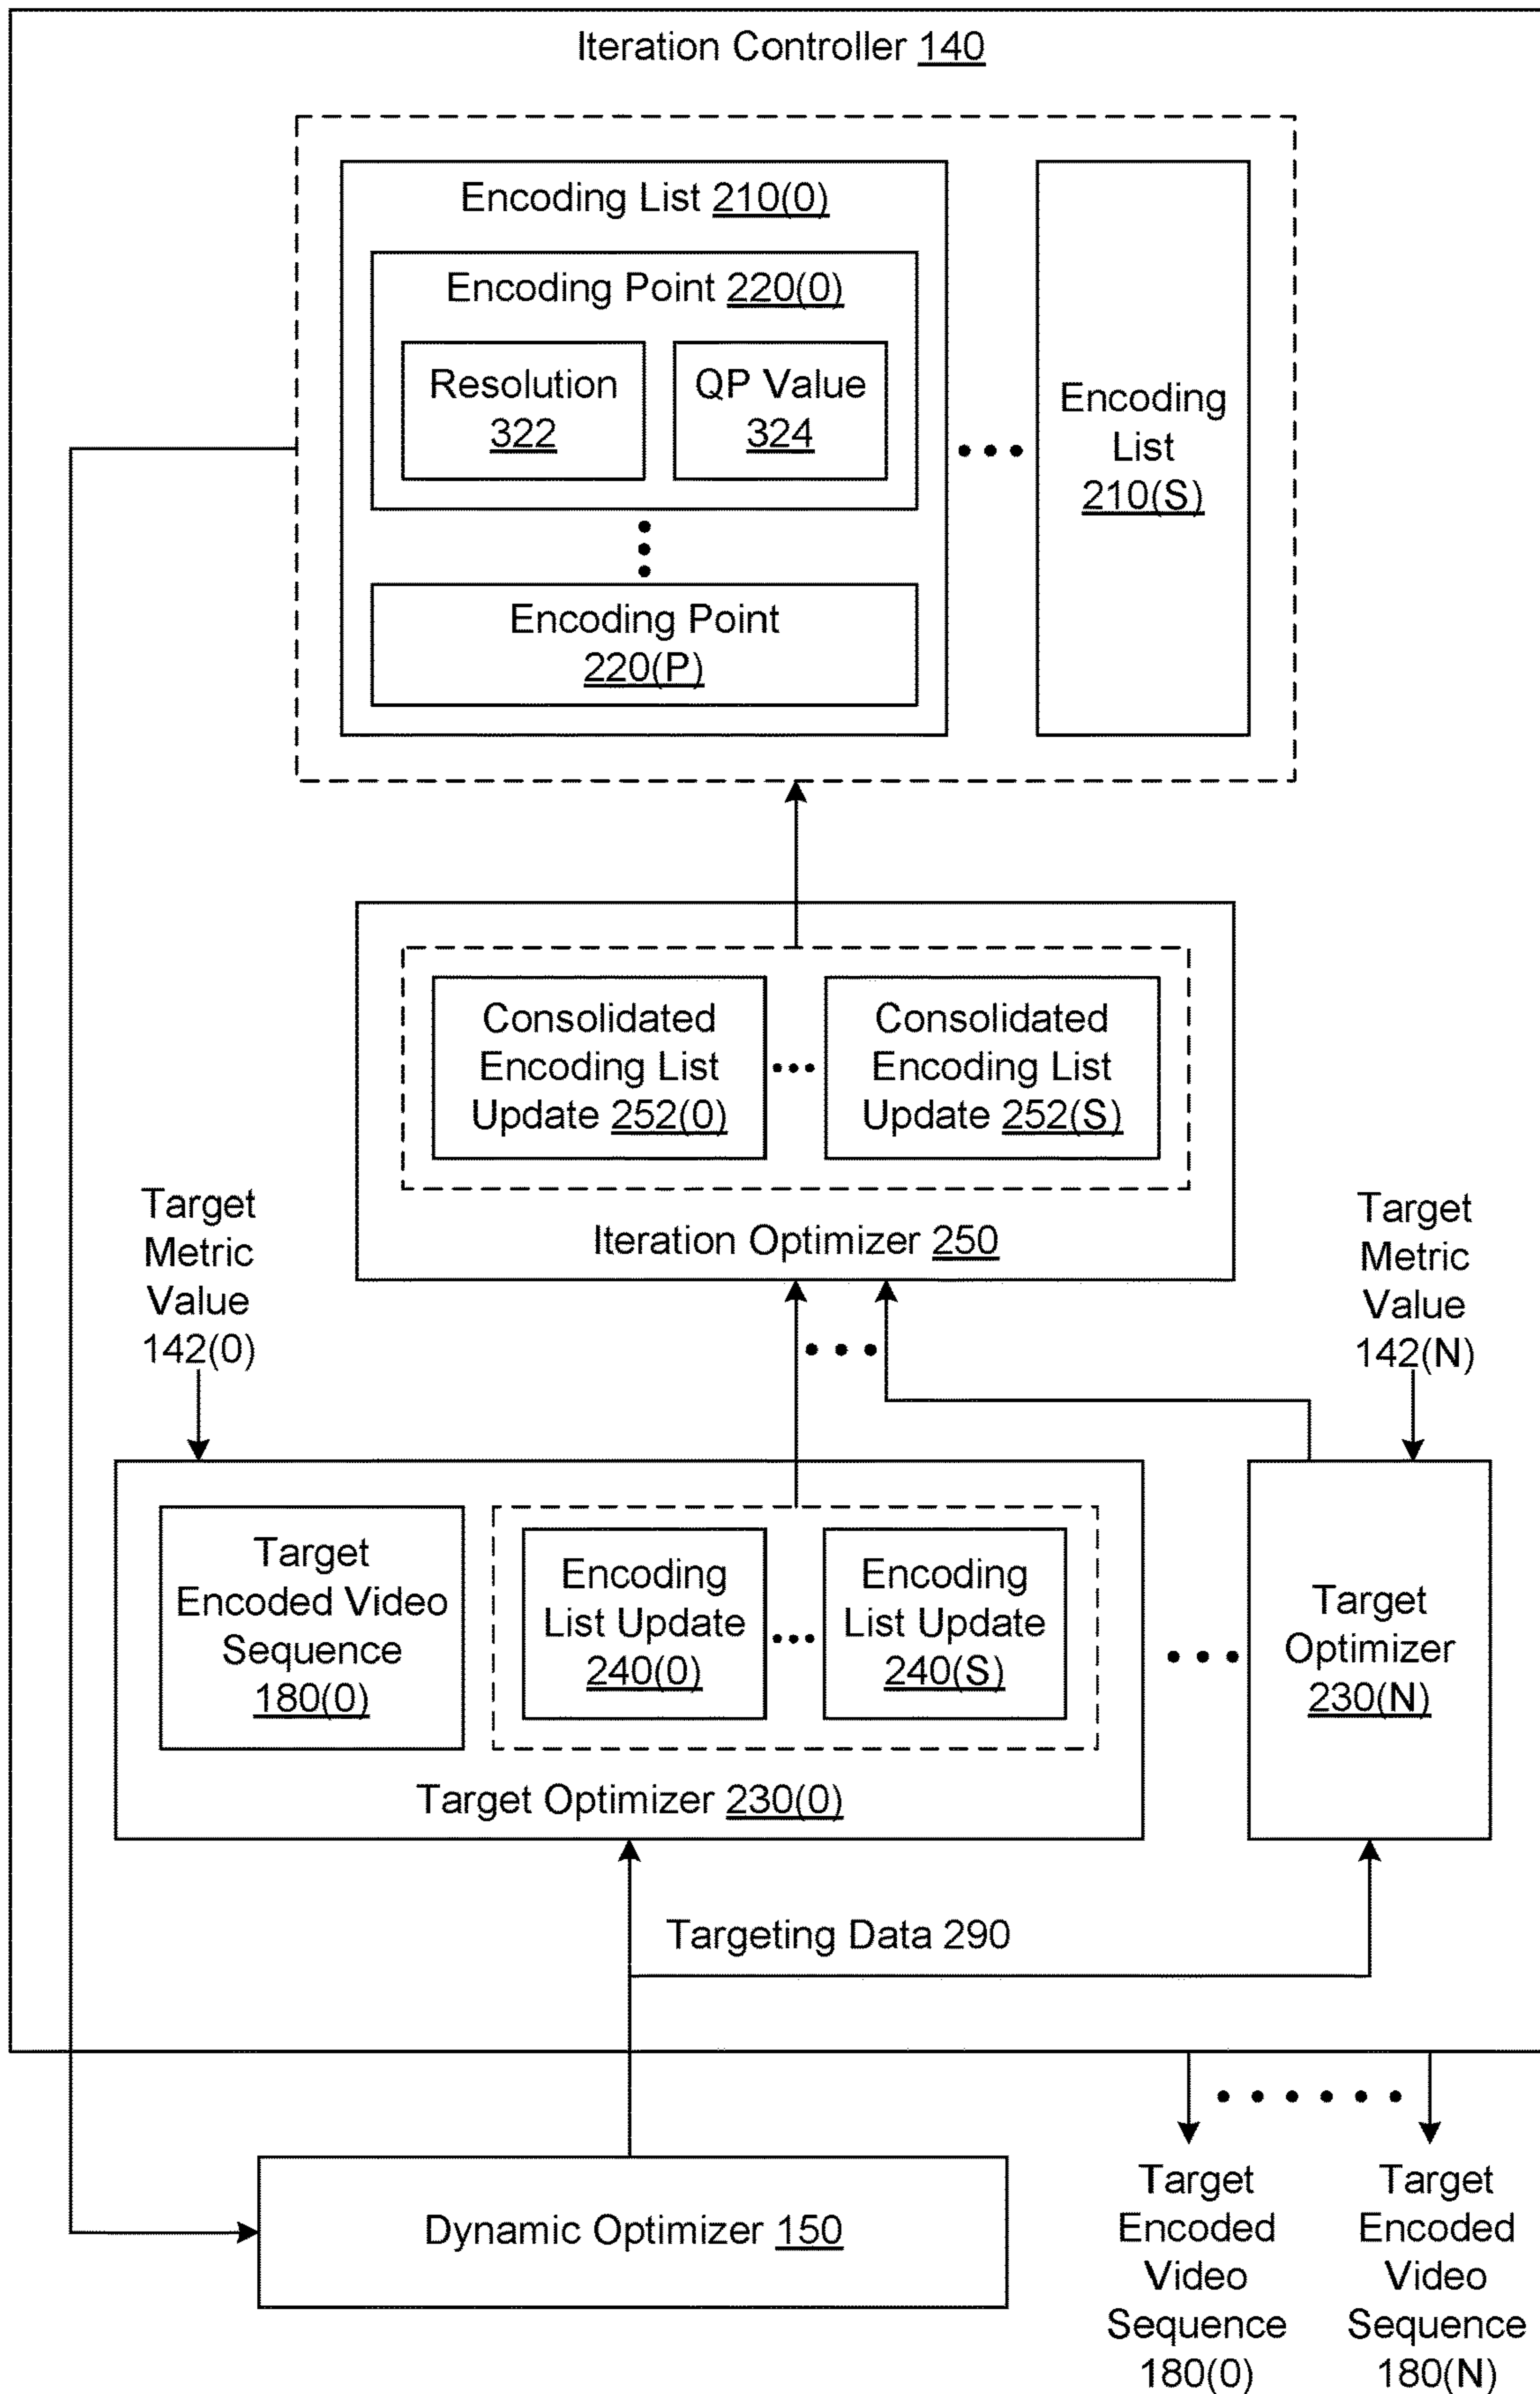 Iteration Controller 140
Encoding List 210(0)
Encoding Point 220(0)
Resolution
322
QP Value
324
Encoding Point
220(P)
Encoding
List
210(S)
Consolidated
Encoding List
Update 252(0)
Consolidated
Encoding List
Update 252(S)
Iteration Optimizer 250
Target
Metric
Value
142(0)
Target
Metric
Value
142(N)
Target
Encoded Video
Sequence
180(0)
Encoding
List Update
240(0)
Encoding
List Update
240(S)
Target Optimizer 230(0)
Target
Optimizer
230(N)
Targeting Data 290
Dynamic Optimizer 150
Target
Encoded
Video
Sequence
180(0)
Target
Encoded
Video
Sequence
180(N)